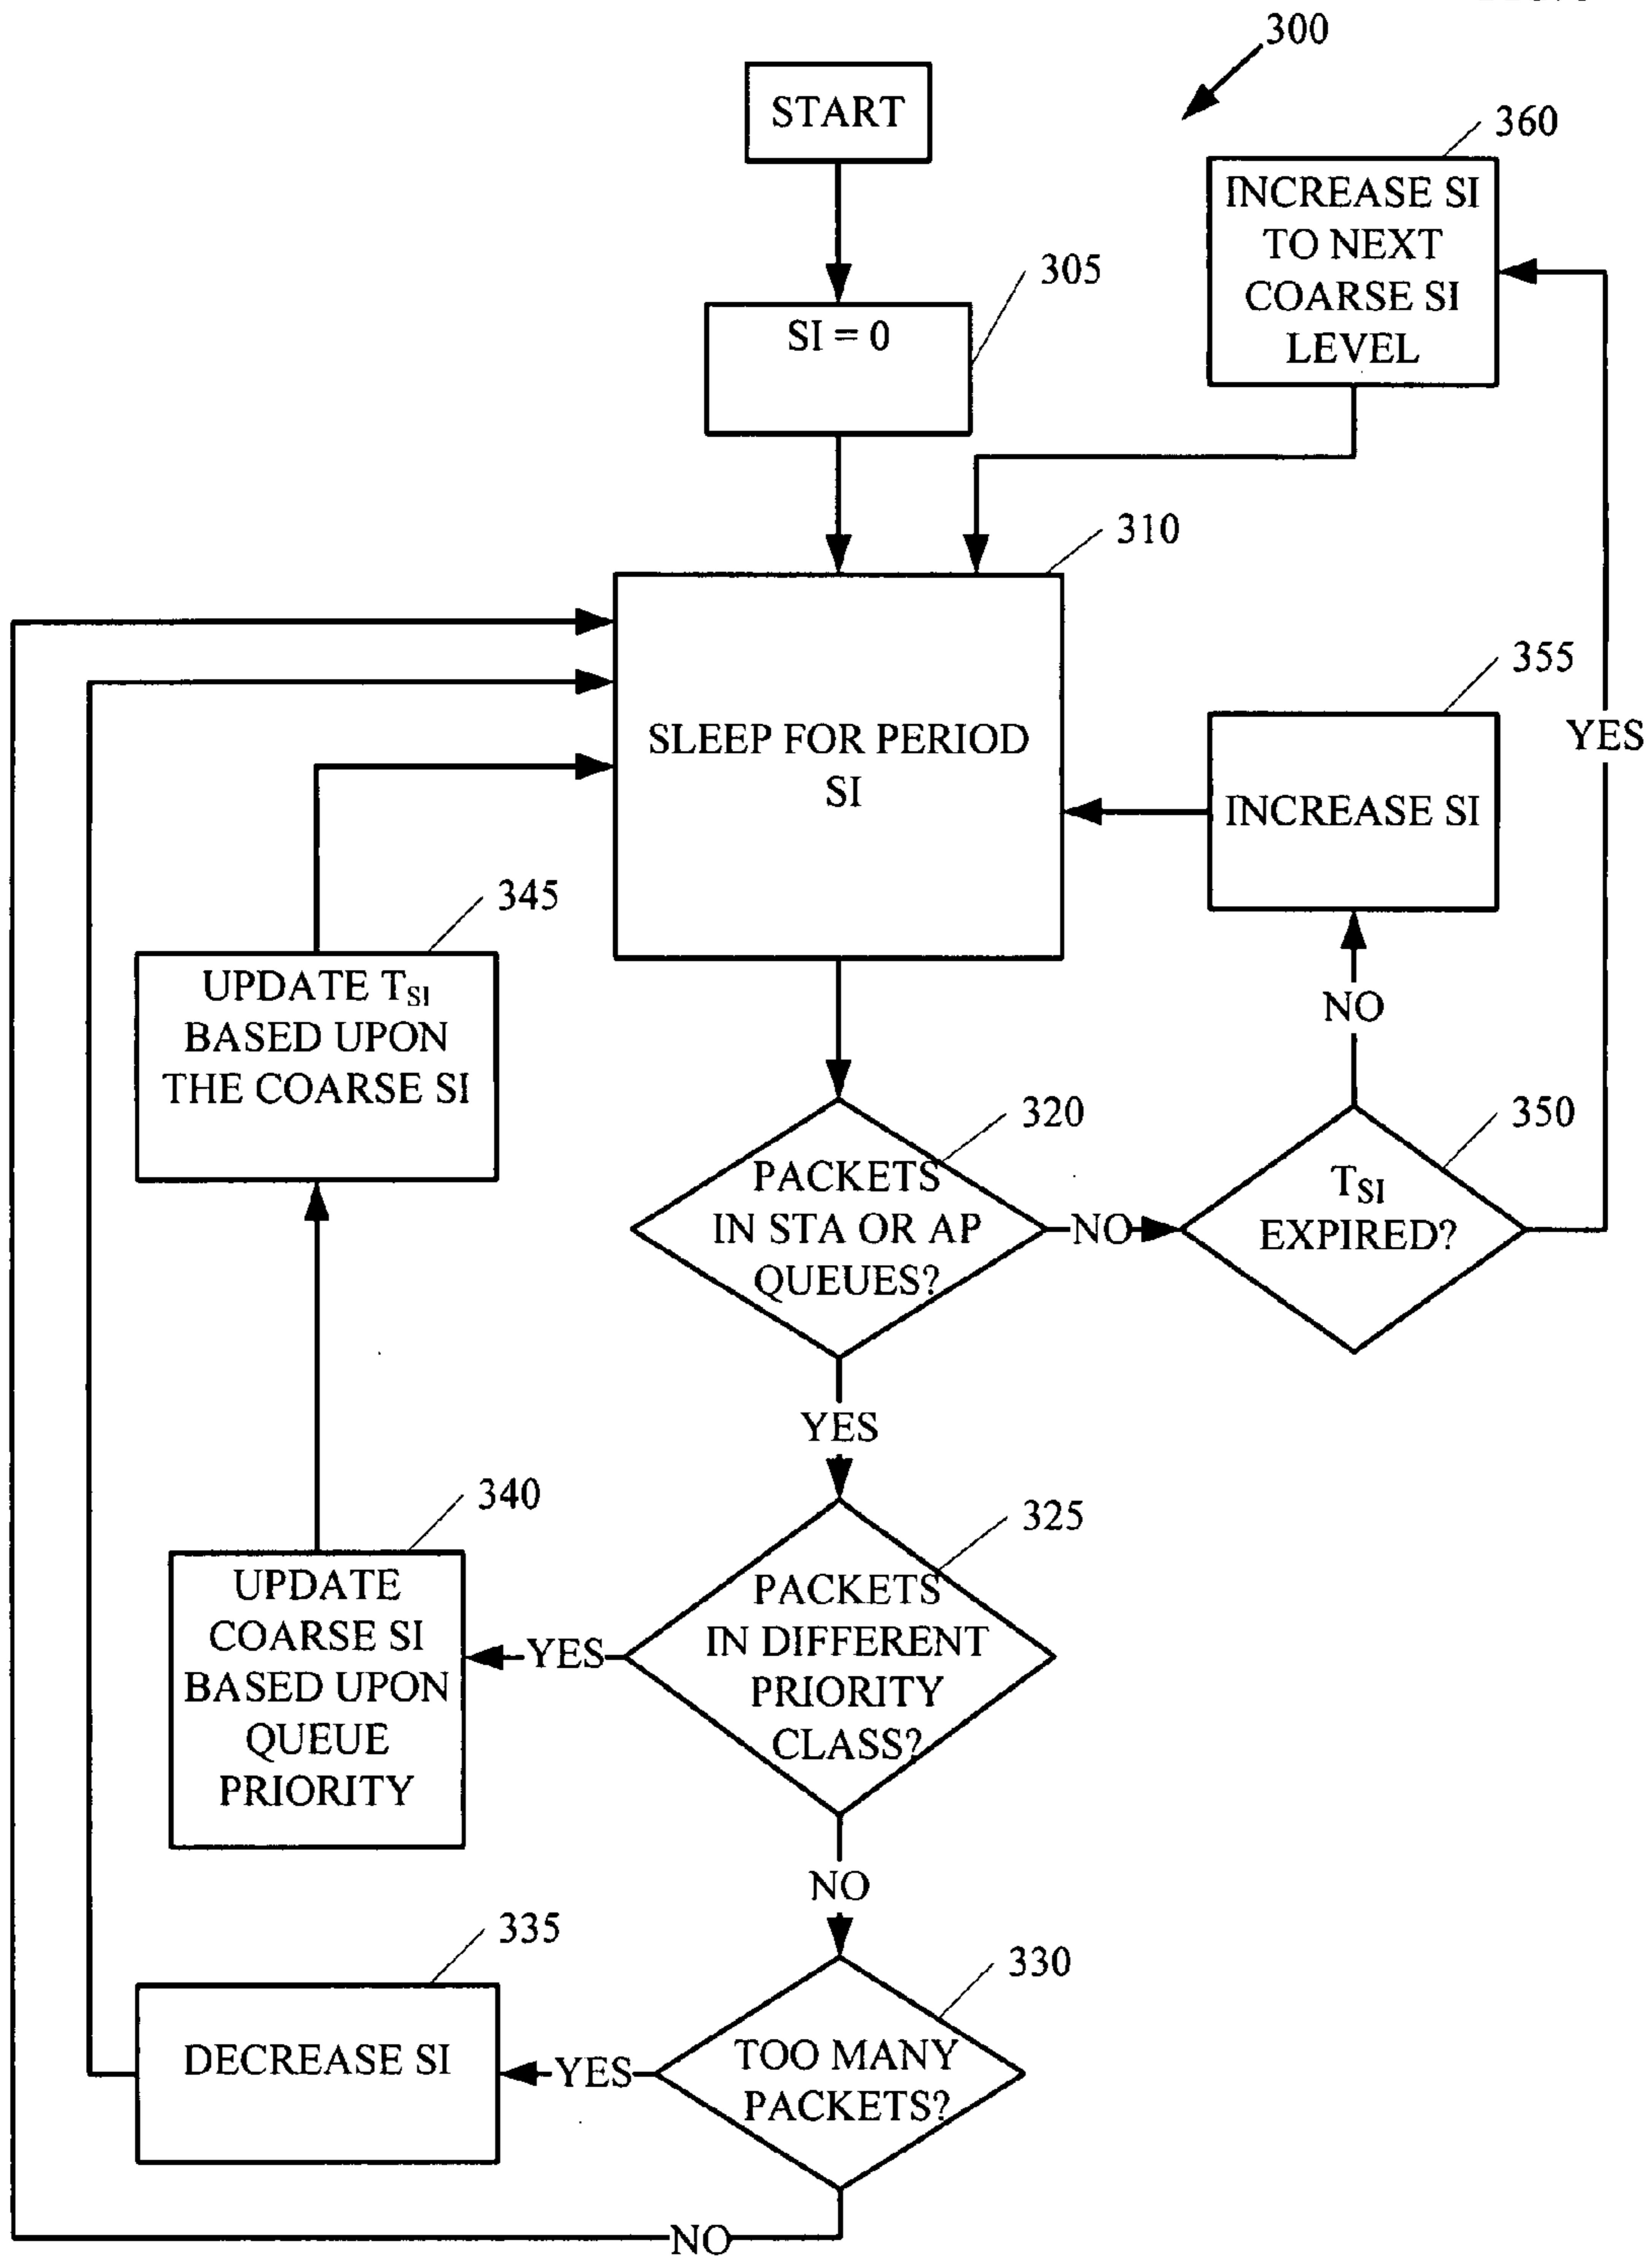 300
START
360
INCREASE SI
TO NEXT
COARSE SI
LEVEL
305
SI = 0
310
SLEEP FOR PERIOD
SI
355
INCREASE SI
YES
345
UPDATE TSI
BASED UPON
THE COARSE SI
NO
320
PACKETS
IN STA OR AP
QUEUES?
NO
350
TSI
EXPIRED?
YES
340
UPDATE
COARSE SI
BASED UPON
QUEUE
PRIORITY
YES
325
PACKETS
IN DIFFERENT
PRIORITY
CLASS?
NO
335
DECREASE SI
YES
330
TOO MANY
PACKETS?
NO